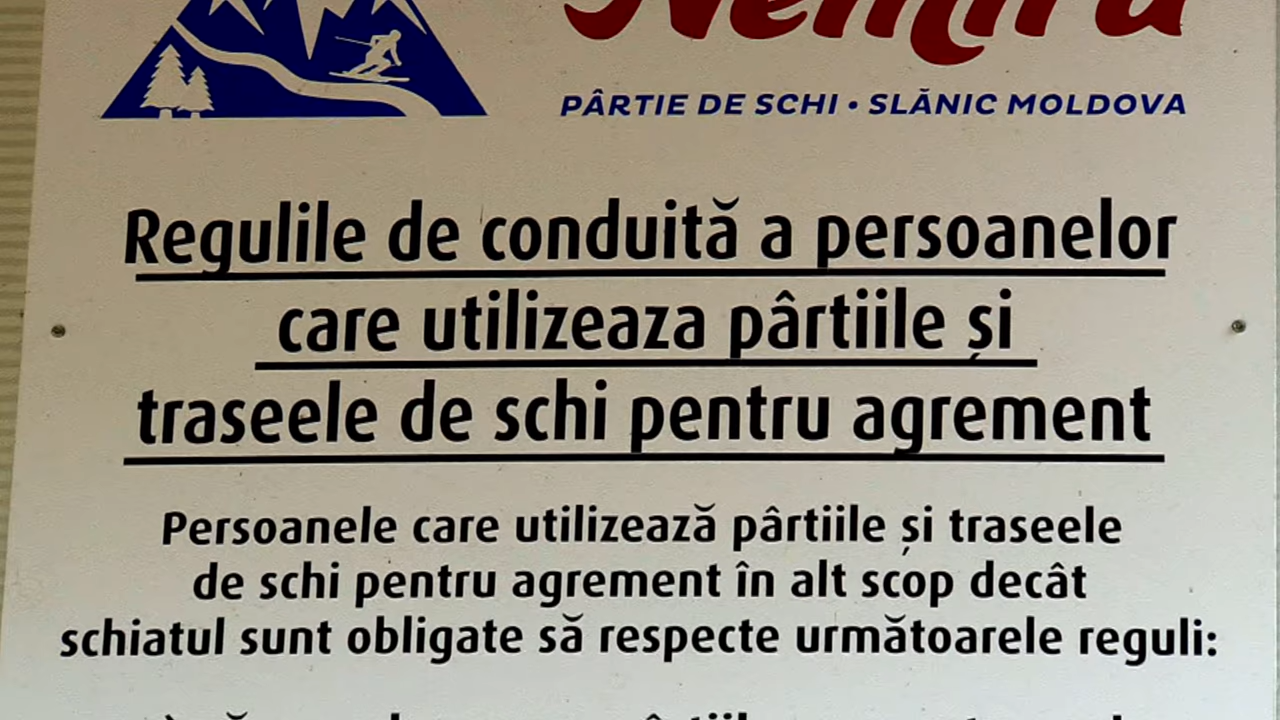 Nemira
PÂRTIE DE SCHI • SLĂNIC MOLDOVA
Regulile de conduită a persoanelor
care utilizeaza pârtiile și
traseele de schi pentru agrement
Persoanele care utilizează pârtiile și traseele
de schi pentru agrement în alt scop decât
schiatul sunt obligate să respecte următoarele reguli: